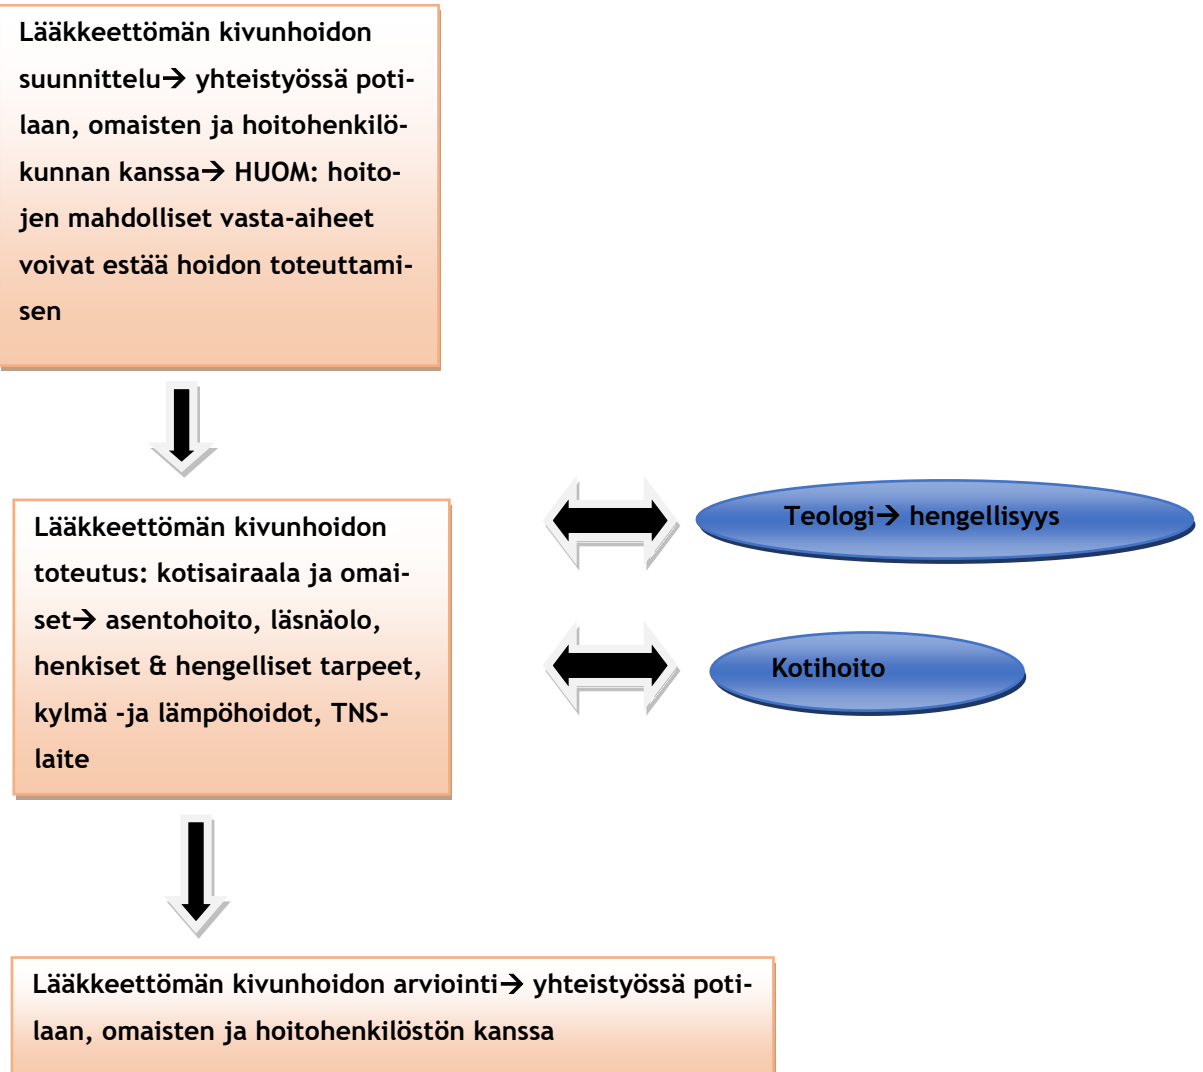 Lääkkeettömän kivunhoidon
suunnittelu→ yhteistyössä poti-
laan, omaisten ja hoitohenkilö-
kunnan kanssa→ HUOM: hoito-
jen mahdolliset vasta-aiheet
voivat estää hoidon toteuttami-
sen
Lääkkeettömän kivunhoidon
toteutus: kotisairaala ja omai-
set→ asentohoito, läsnäolo,
henkiset & hengelliset tarpeet,
kylmä -ja lämpöhoidot, TNS-
laite
Teologi→ hengellisyys
Kotihoito
Lääkkeettömän kivunhoidon arviointi→ yhteistyössä poti-
laan, omaisten ja hoitohenkilöstön kanssa